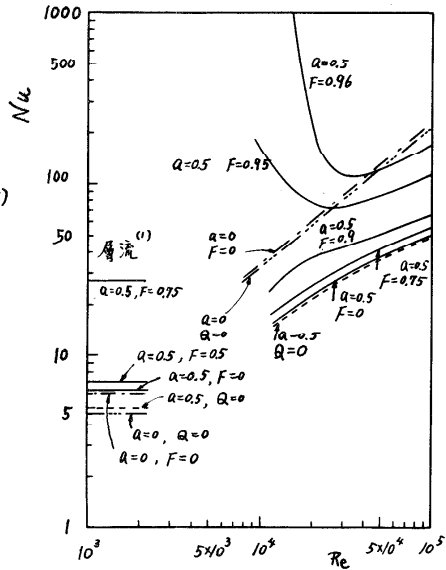 1000
500
100
50
10
5
1
Nu
)
a=0.5
F=0.96
a=0.5 F=0.95
a=0
F=0
a=0.5
F=0.9
層流(1)
a=0.5, F=0.75
a=0
Q=0
a=0.5
F=0.75
a=0.5
F=0
a=0.5
Q=0
a=0.5, F=0.5
a=0.5, F=0
a=0.5, Q=0
a=0, Q=0
a=0, F=0
10³
5×10³
10⁴
5×10⁴
10⁵
Re